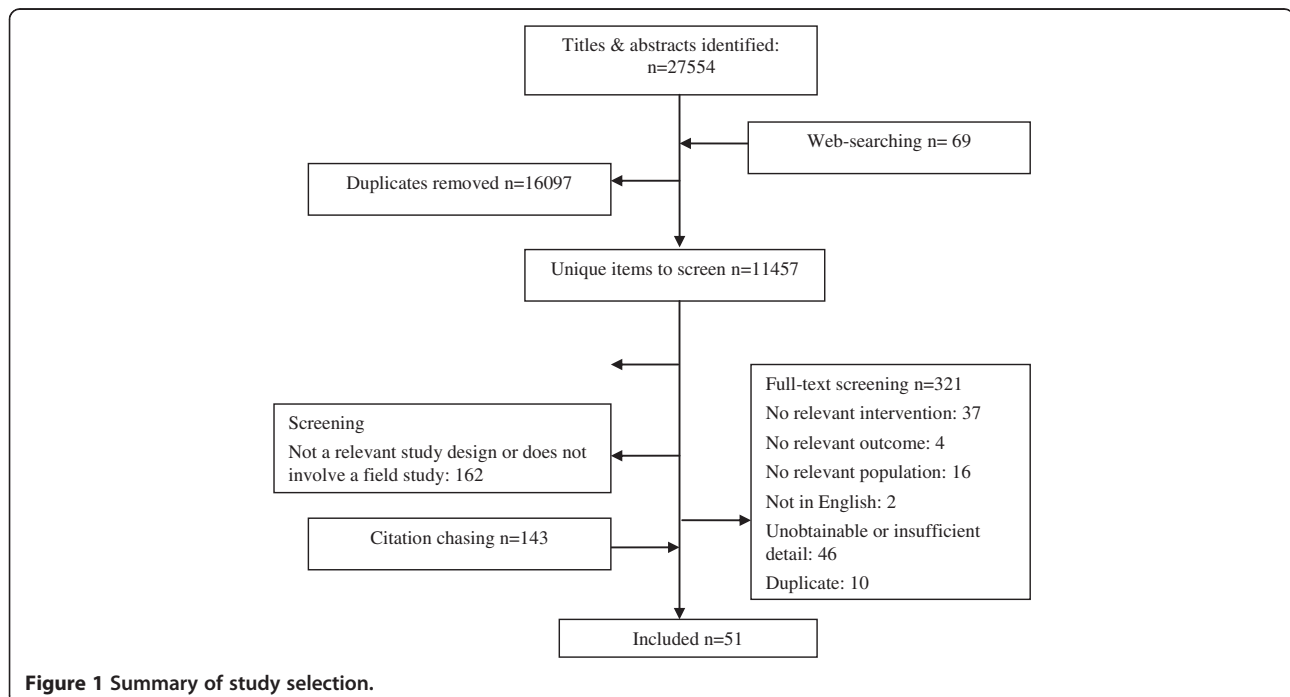 Titles & abstracts identified:
n=27554
Web-searching n= 69
Duplicates removed n=16097
Unique items to screen n=11457
Screening
Not a relevant study design or does not
involve a field study: 162
Full-text screening n=321
No relevant intervention: 37
No relevant outcome: 4
No relevant population: 16
Not in English: 2
Unobtainable or insufficient
detail: 46
Duplicate: 10
Citation chasing n=143
Included n=51
Figure 1 Summary of study selection.